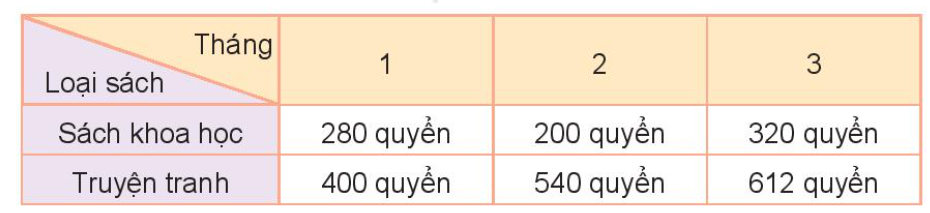 Tháng
Loại sách
1 2 3
Sách khoa học 280 quyển 200 quyển 320 quyển
Truyện tranh 400 quyển 540 quyển 612 quyển